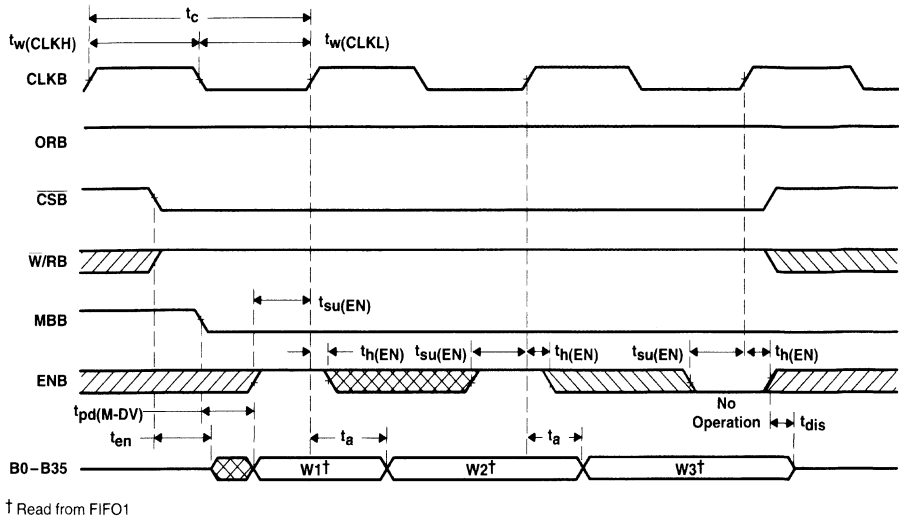 tc
tw(CLKH)
tw(CLKL)
CLKB
ORB
CSB
W/RB
MBB
tsu(EN)
th(EN)
tsu(EN)
th(EN)
tsu(EN)
th(EN)
ENB
No
Operation
tpd(M-DV)
ten
ta
ta
tdis
B0–B35
W1†
W2†
W3†
† Read from FIFO1